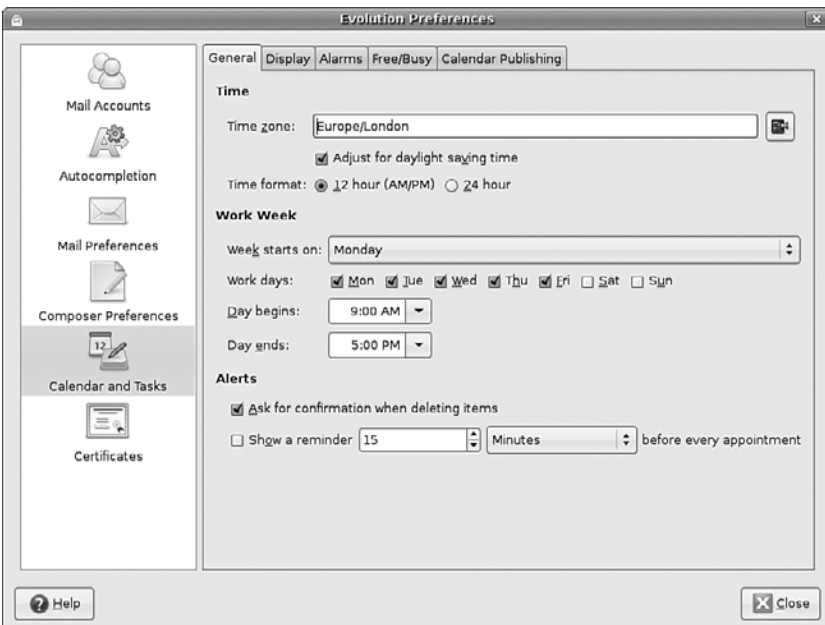 Evolution Preferences
Mail Accounts
Autocompletion
Mail Preferences
Composer Preferences
12
Calendar and Tasks
Certificates
General Display Alarms Free/Busy Calendar Publishing
Time
Time zone: Europe/London
Adjust for daylight saving time
Time format: 12 hour (AM/PM) 24 hour
Work Week
Week starts on: Monday
Work days: Mon Tue Wed Thu Fri Sat Sun
Day begins: 9:00 AM
Day ends: 5:00 PM
Alerts
Ask for confirmation when deleting items
Show a reminder 15 Minutes before every appointment
Help
Close